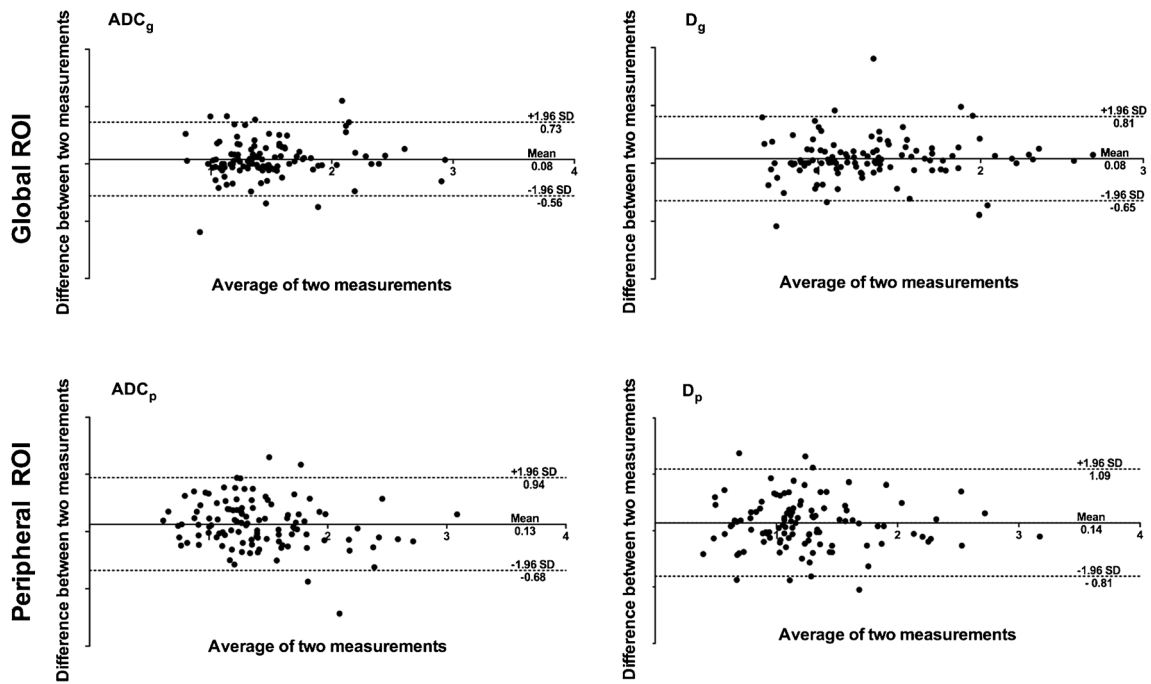 Global ROI
ADCg
Difference between two measurements
+1.96 SD
0.73
Mean
0.08
-1.96 SD
-0.56
1 2 3 4
Average of two measurements
Dg
Difference between two measurements
+1.96 SD
0.81
Mean
0.08
-1.96 SD
-0.65
1 2 3
Average of two measurements
Peripheral ROI
ADCp
Difference between two measurements
+1.96 SD
0.94
Mean
0.13
-1.96 SD
-0.68
2 3 4
Average of two measurements
Dp
Difference between two measurements
+1.96 SD
1.09
Mean
0.14
-1.96 SD
- 0.81
1 2 3 4
Average of two measurements